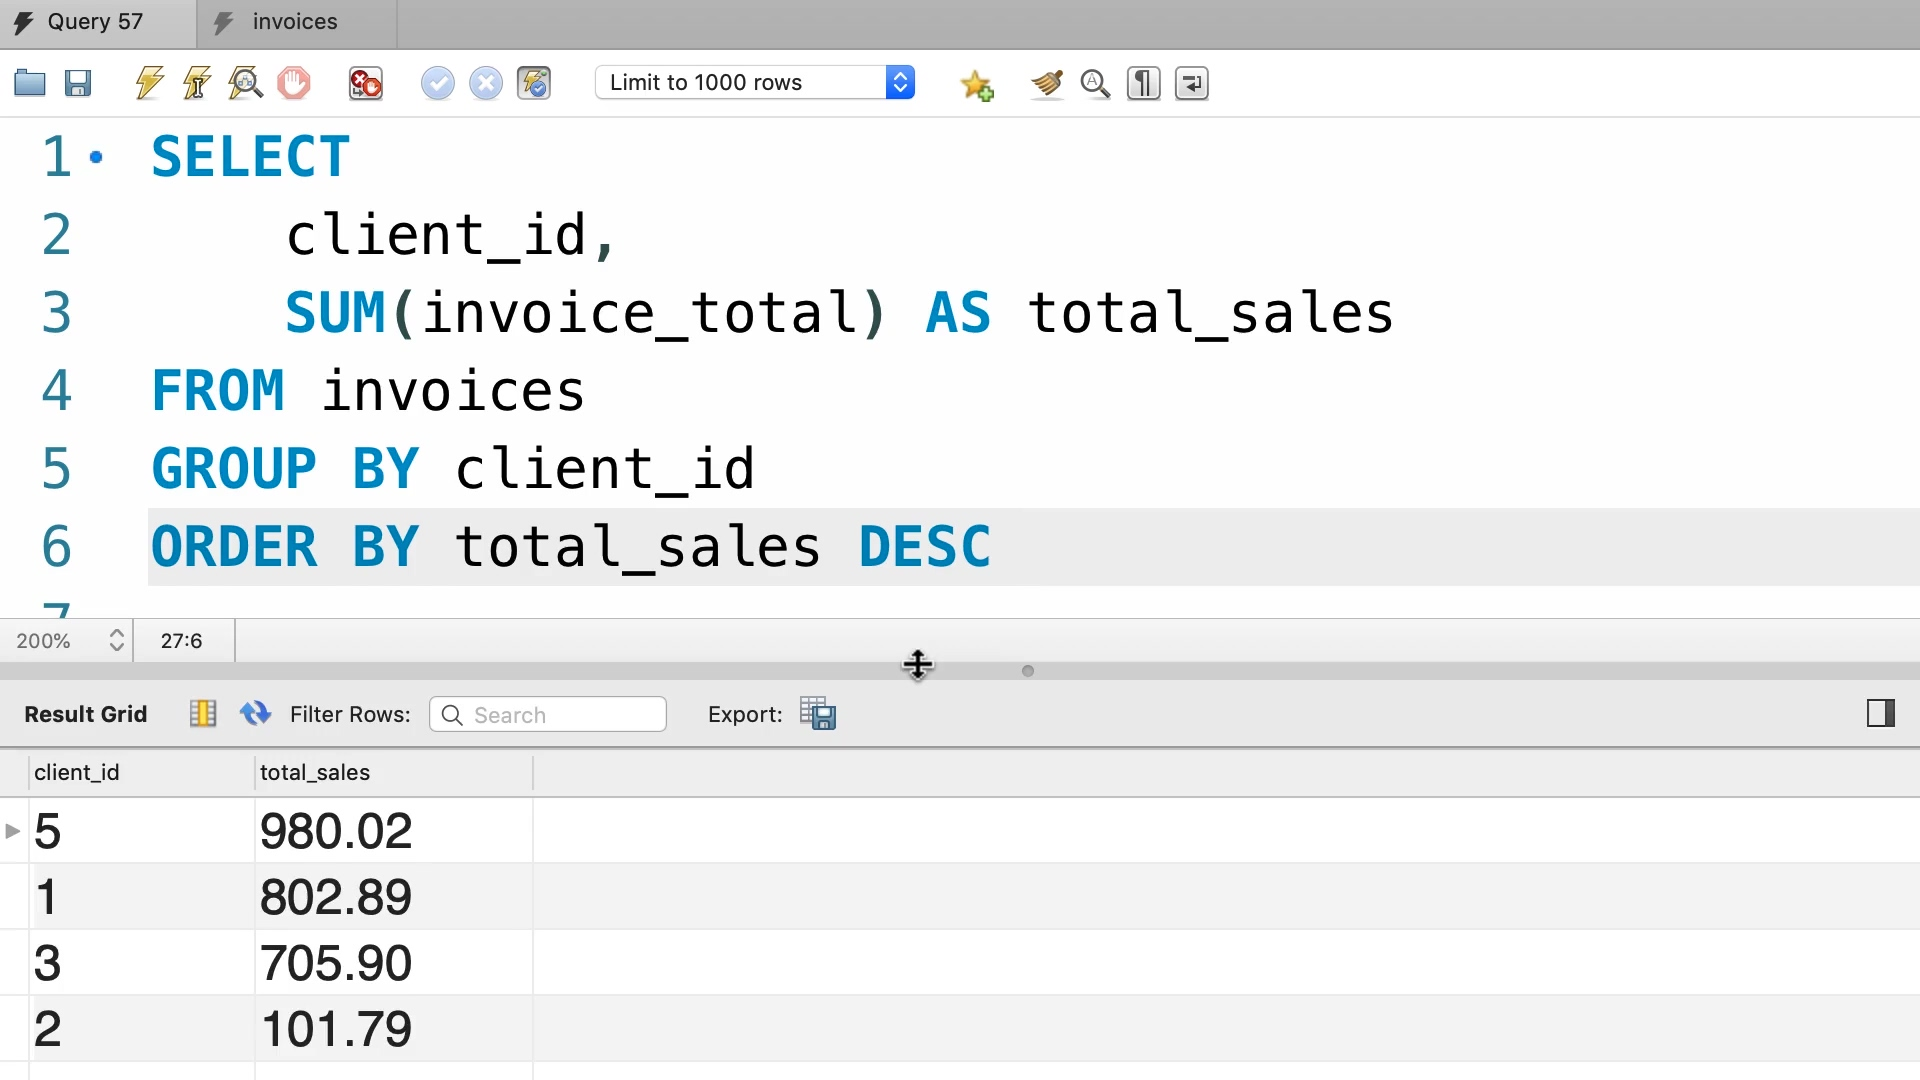 Query 57
invoices
Limit to 1000 rows
1 SELECT
2 client_id,
3 SUM(invoice_total) AS total_sales
4 FROM invoices
5 GROUP BY client_id
6 ORDER BY total_sales DESC
7
200% 27:6
Result Grid Filter Rows: Search Export:
client_id total_sales
5 980.02
1 802.89
3 705.90
2 101.79